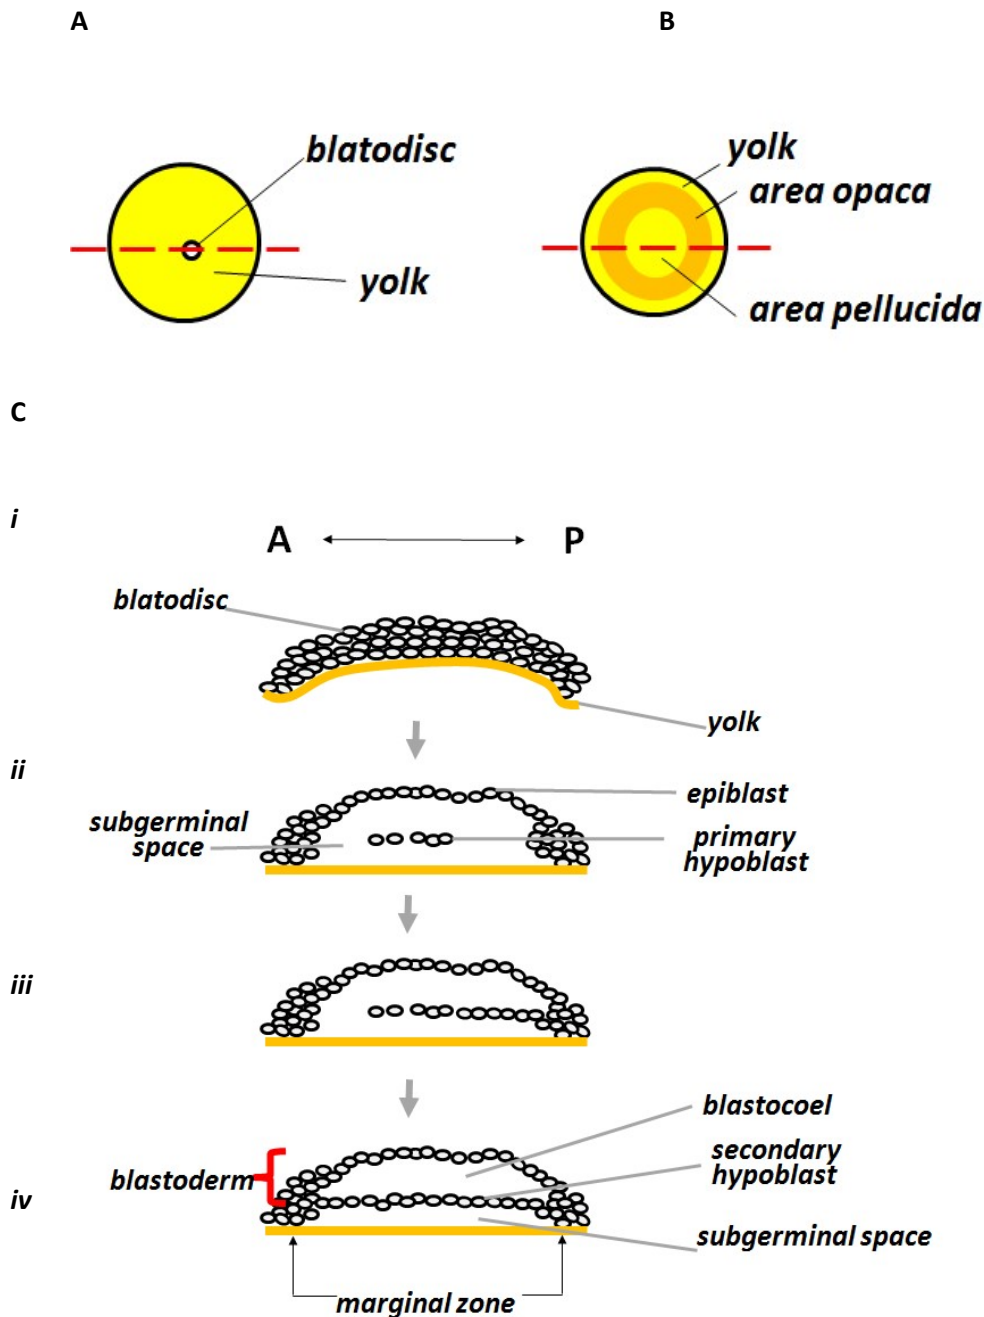 A
B
blatodisc
yolk
yolk
area opaca
area pellucida
C
i
A P
blatodisc
yolk
ii
epiblast
subgerminal
space
primary
hypoblast
iii
blastocoel
secondary
hypoblast
blastoderm
iv
subgerminal space
marginal zone